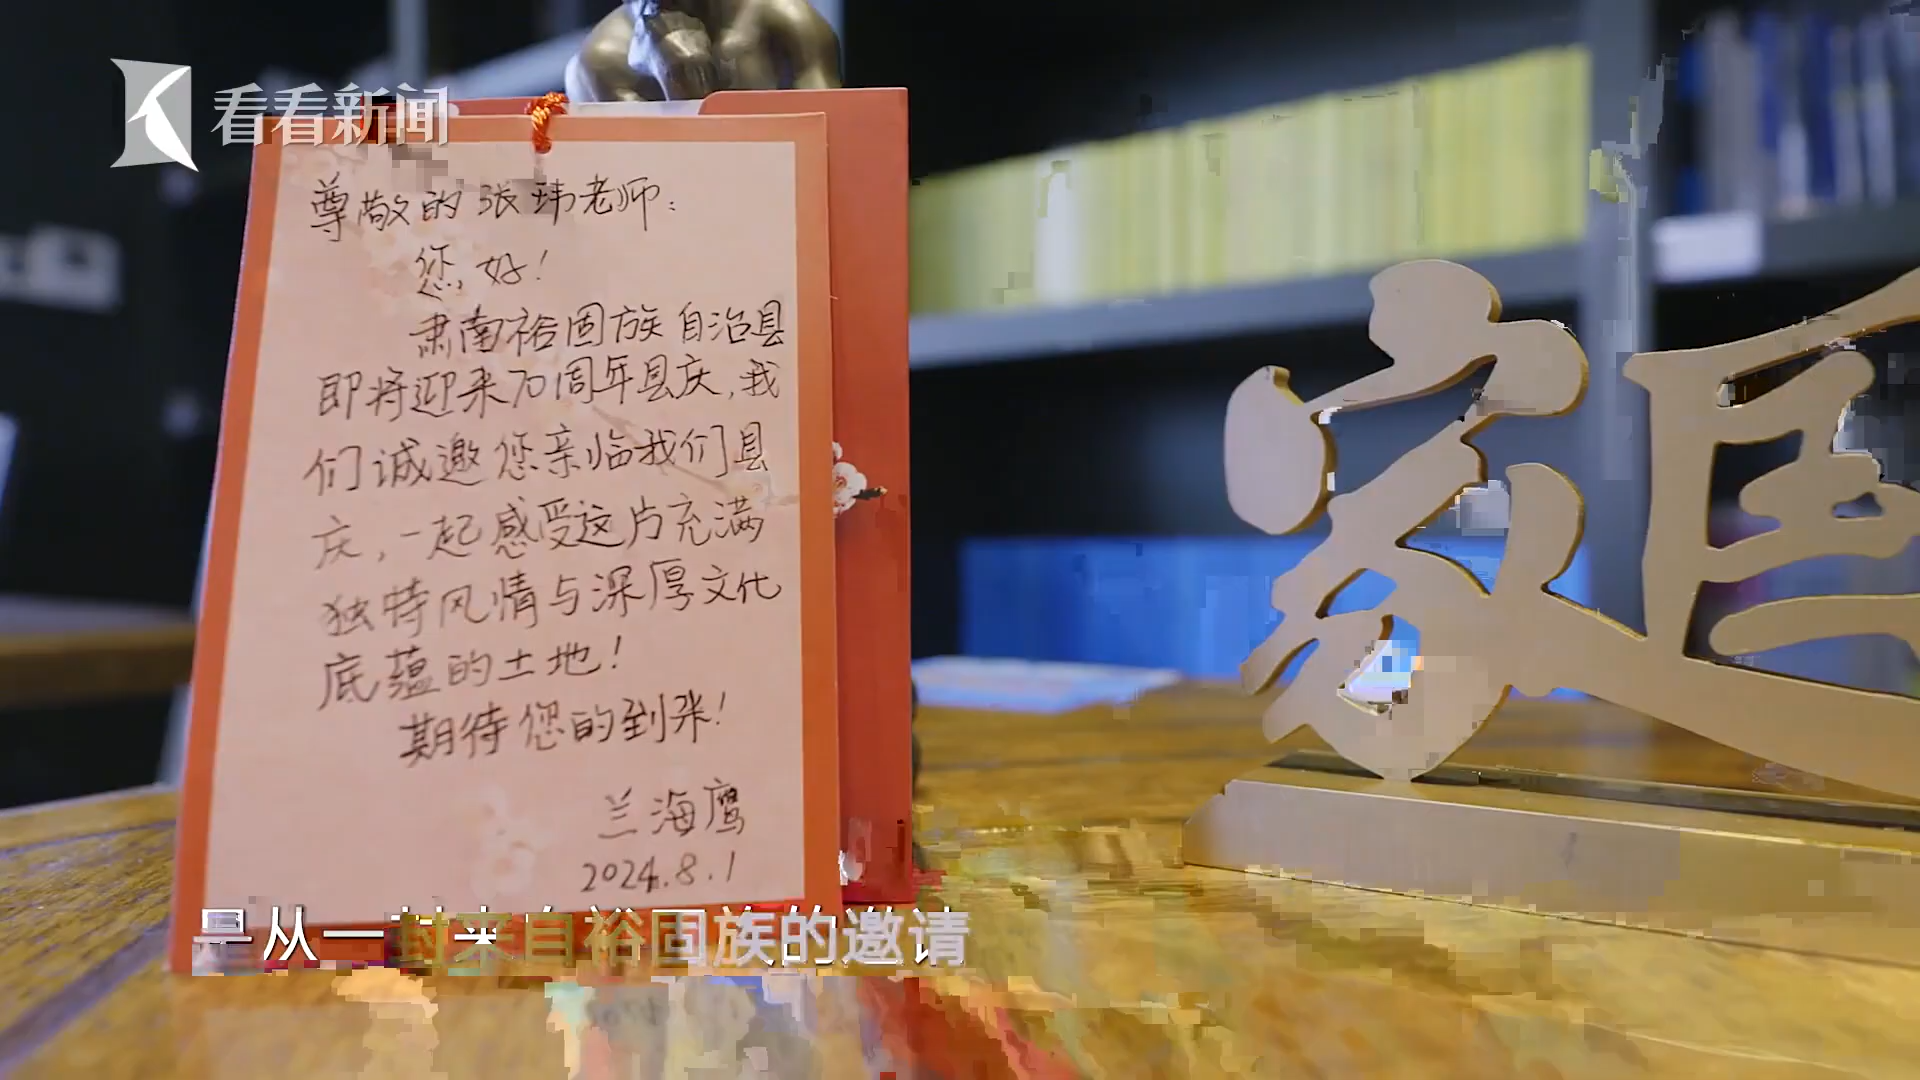 看看新闻
尊敬的张玮老师：
您好！
肃南裕固族自治县
即将迎来70周年县庆，我
们诚邀您亲临我们县
庆，一起感受这片充满
独特风情与深厚文化
底蕴的土地！
期待您的到来！
兰海鹰
2024.8.1
家国
是从一封来自裕固族的邀请